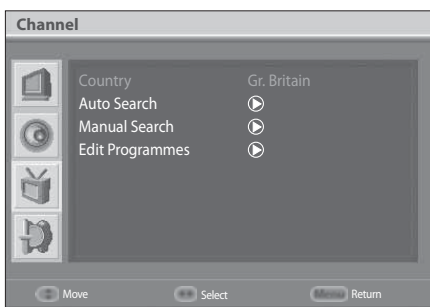 Channel
Country Gr. Britain
Auto Search
Manual Search
Edit Programmes
Move Select Menu Return